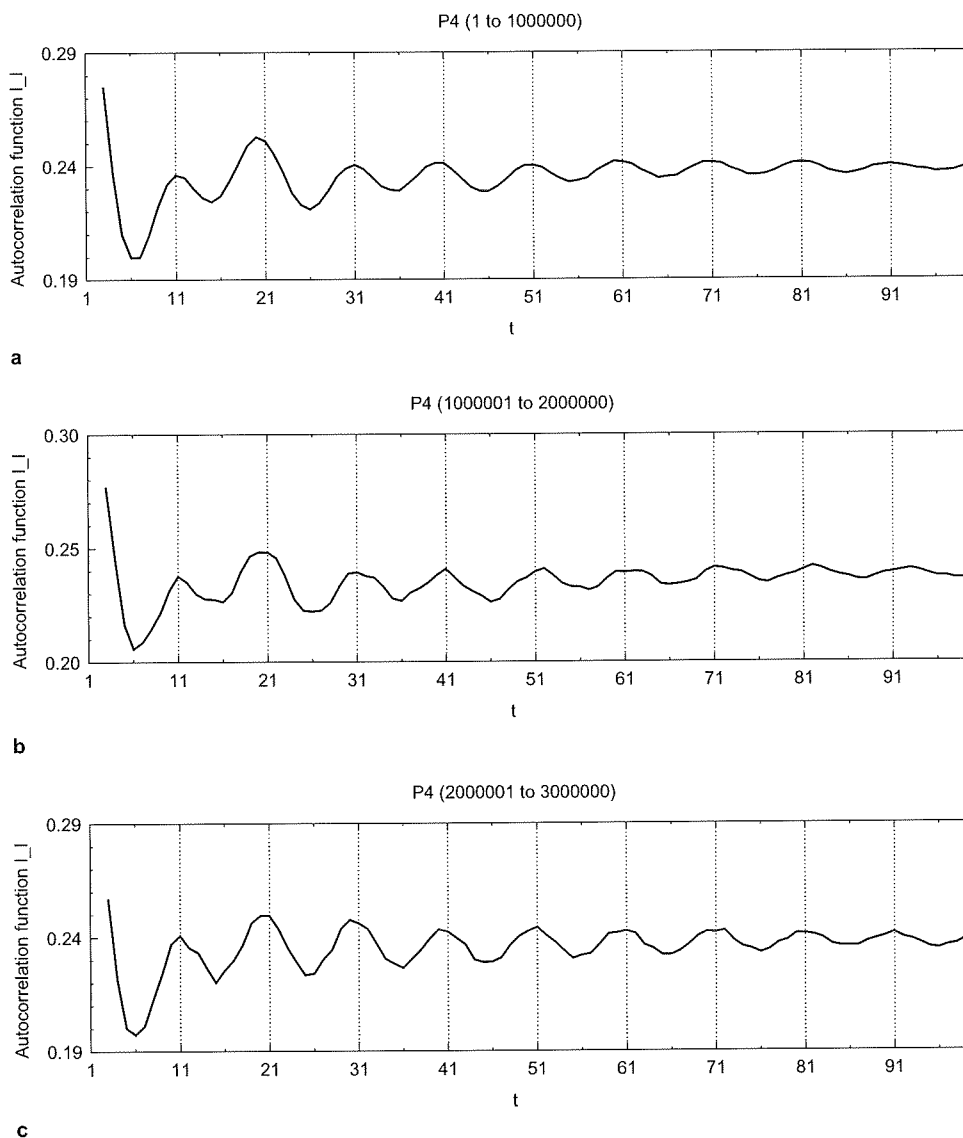 P4 (1 to 1000000)
0.29
0.24
0.19
Autocorrelation function I_I
1 11 21 31 41 51 61 71 81 91
t
a
P4 (1000001 to 2000000)
0.30
0.25
0.20
Autocorrelation function I_I
1 11 21 31 41 51 61 71 81 91
t
b
P4 (2000001 to 3000000)
0.29
0.24
0.19
Autocorrelation function I_I
1 11 21 31 41 51 61 71 81 91
t
c